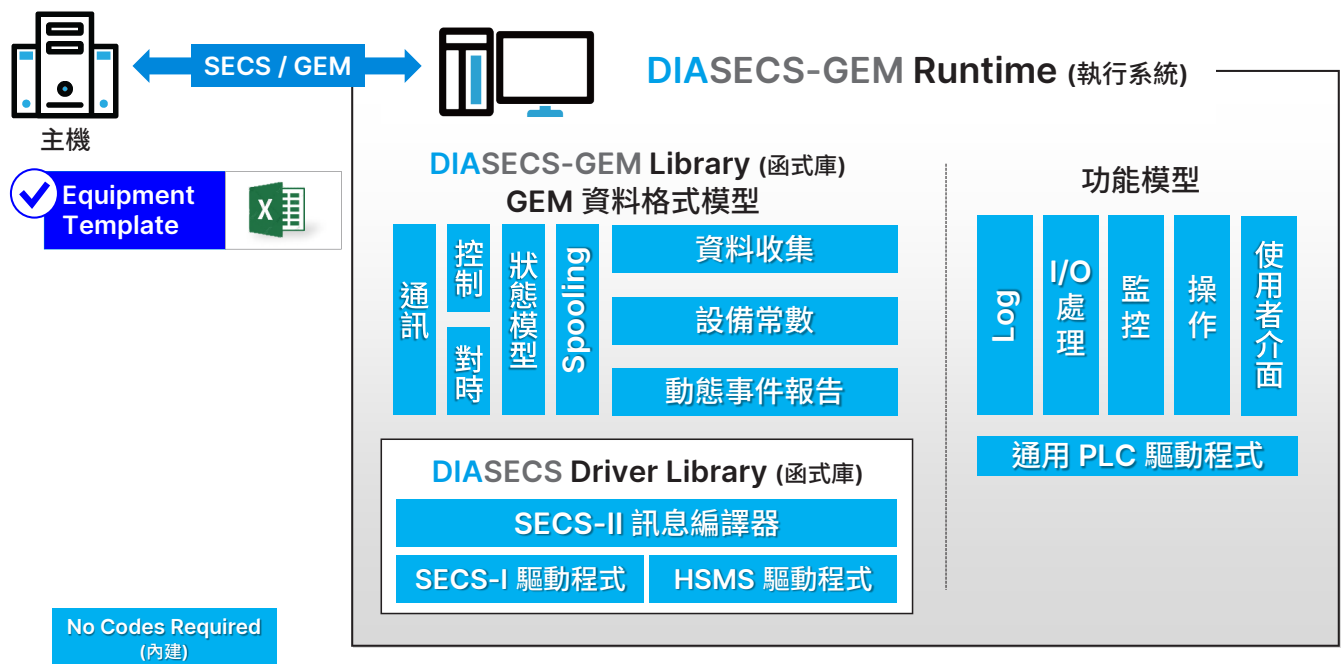 SECS / GEM
DIASECS-GEM Runtime (執行系統)
主機
Equipment
Template
X
DIASECS-GEM Library (函式庫)
GEM 資料格式模型
通訊
控制
對時
狀態模型
Spooling
資料收集
設備常數
動態事件報告
功能模型
Log
I/O
處理
監控
操作
使用者介面
通用 PLC 驅動程式
DIASECS Driver Library (函式庫)
SECS-II 訊息編譯器
SECS-I 驅動程式
HSMS 驅動程式
No Codes Required
(內建)